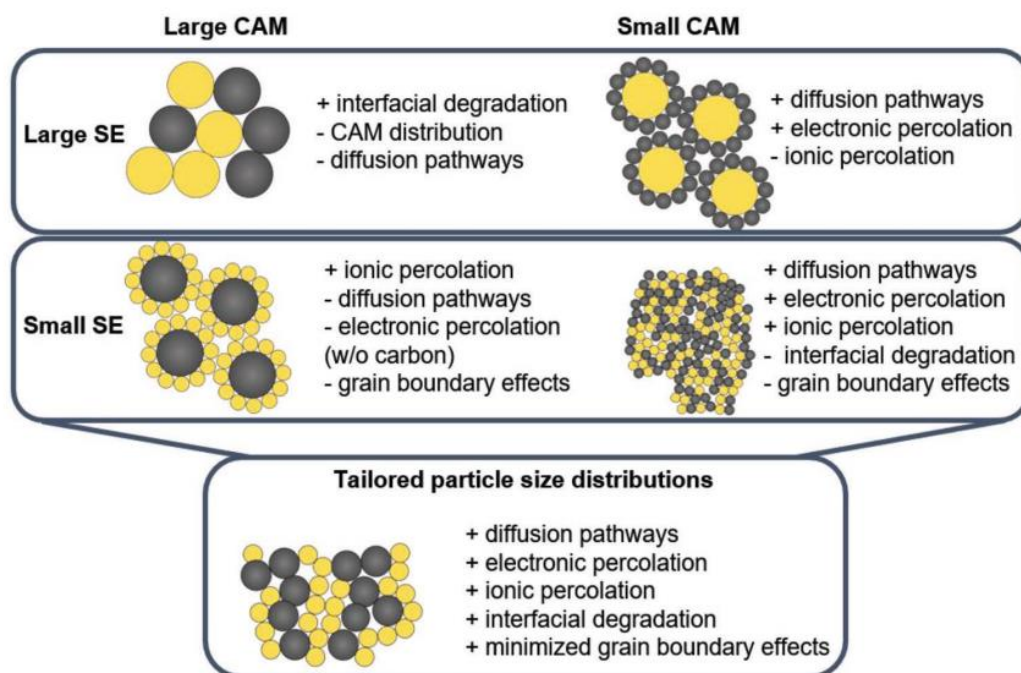 Large CAM
Small CAM
Large SE
+ interfacial degradation
- CAM distribution
- diffusion pathways
+ diffusion pathways
+ electronic percolation
- ionic percolation
Small SE
+ ionic percolation
- diffusion pathways
- electronic percolation
(w/o carbon)
- grain boundary effects
+ diffusion pathways
+ electronic percolation
+ ionic percolation
- interfacial degradation
- grain boundary effects
Tailored particle size distributions
+ diffusion pathways
+ electronic percolation
+ ionic percolation
+ interfacial degradation
+ minimized grain boundary effects